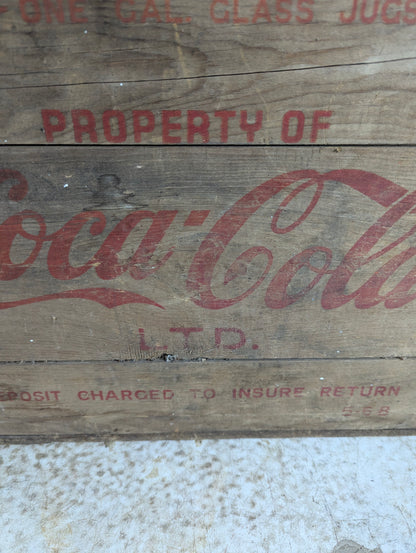 ONE GAL. GLASS JUGS
PROPERTY OF
Coca-Cola
LTD.
DEPOSIT CHARGED TO INSURE RETURN